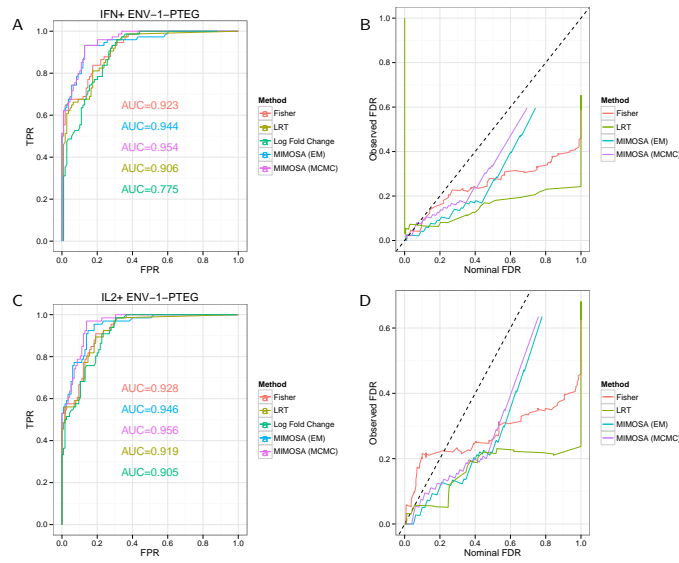 A
IFN+ ENV−1−PTEG
1.0
0.8
0.6
0.4
0.2
0.0
TPR
AUC=0.923
AUC=0.944
AUC=0.954
AUC=0.906
AUC=0.775
0.0 0.2 0.4 0.6 0.8 1.0
FPR
Method
Fisher
LRT
Log Fold Change
MIMOSA (EM)
MIMOSA (MCMC)
B
1.0
0.8
0.6
0.4
0.2
0.0
Observed FDR
0.0 0.2 0.4 0.6 0.8 1.0
Nominal FDR
Method
Fisher
LRT
MIMOSA (EM)
MIMOSA (MCMC)
C
IL2+ ENV−1−PTEG
1.0
0.8
0.6
0.4
0.2
0.0
TPR
AUC=0.928
AUC=0.946
AUC=0.956
AUC=0.919
AUC=0.905
0.0 0.2 0.4 0.6 0.8 1.0
FPR
Method
Fisher
LRT
Log Fold Change
MIMOSA (EM)
MIMOSA (MCMC)
D
0.6
0.4
0.2
0.0
Observed FDR
0.0 0.2 0.4 0.6 0.8 1.0
Nominal FDR
Method
Fisher
LRT
MIMOSA (EM)
MIMOSA (MCMC)